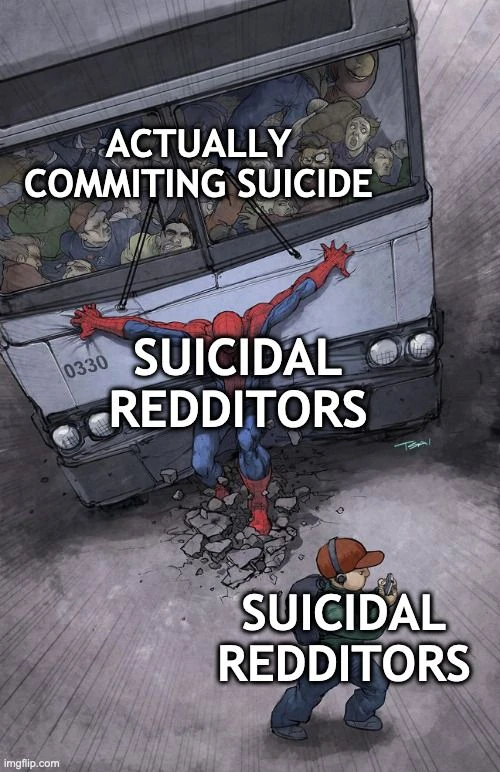 ACTUALLY
COMMITING SUICIDE
0330
SUICIDAL
REDDITORS
SUICIDAL
REDDITORS
imgflip.com